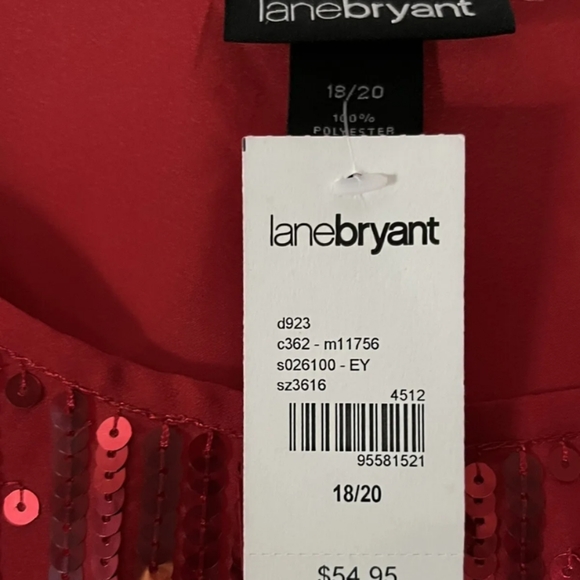 lanebryant
18/20
100%
POLYESTER
lanebryant
d923
c362 - m11756
s026100 - EY
sz3616
4512
95581521
18/20
$54.95